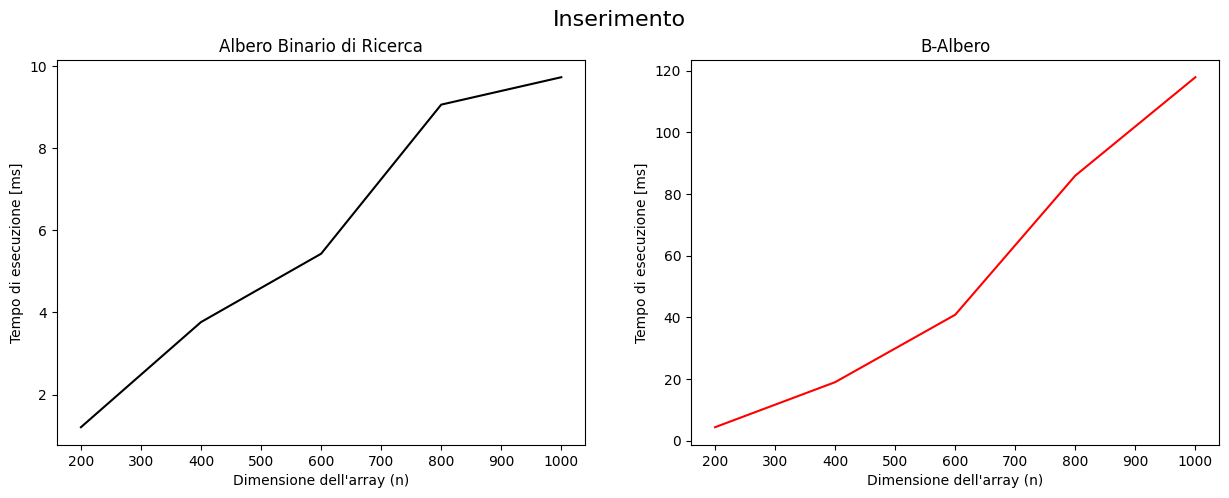 Inserimento
Albero Binario di Ricerca
Tempo di esecuzione [ms]
10
8
6
4
2
200 300 400 500 600 700 800 900 1000
Dimensione dell'array (n)
B-Albero
Tempo di esecuzione [ms]
120
100
80
60
40
20
0
200 300 400 500 600 700 800 900 1000
Dimensione dell'array (n)